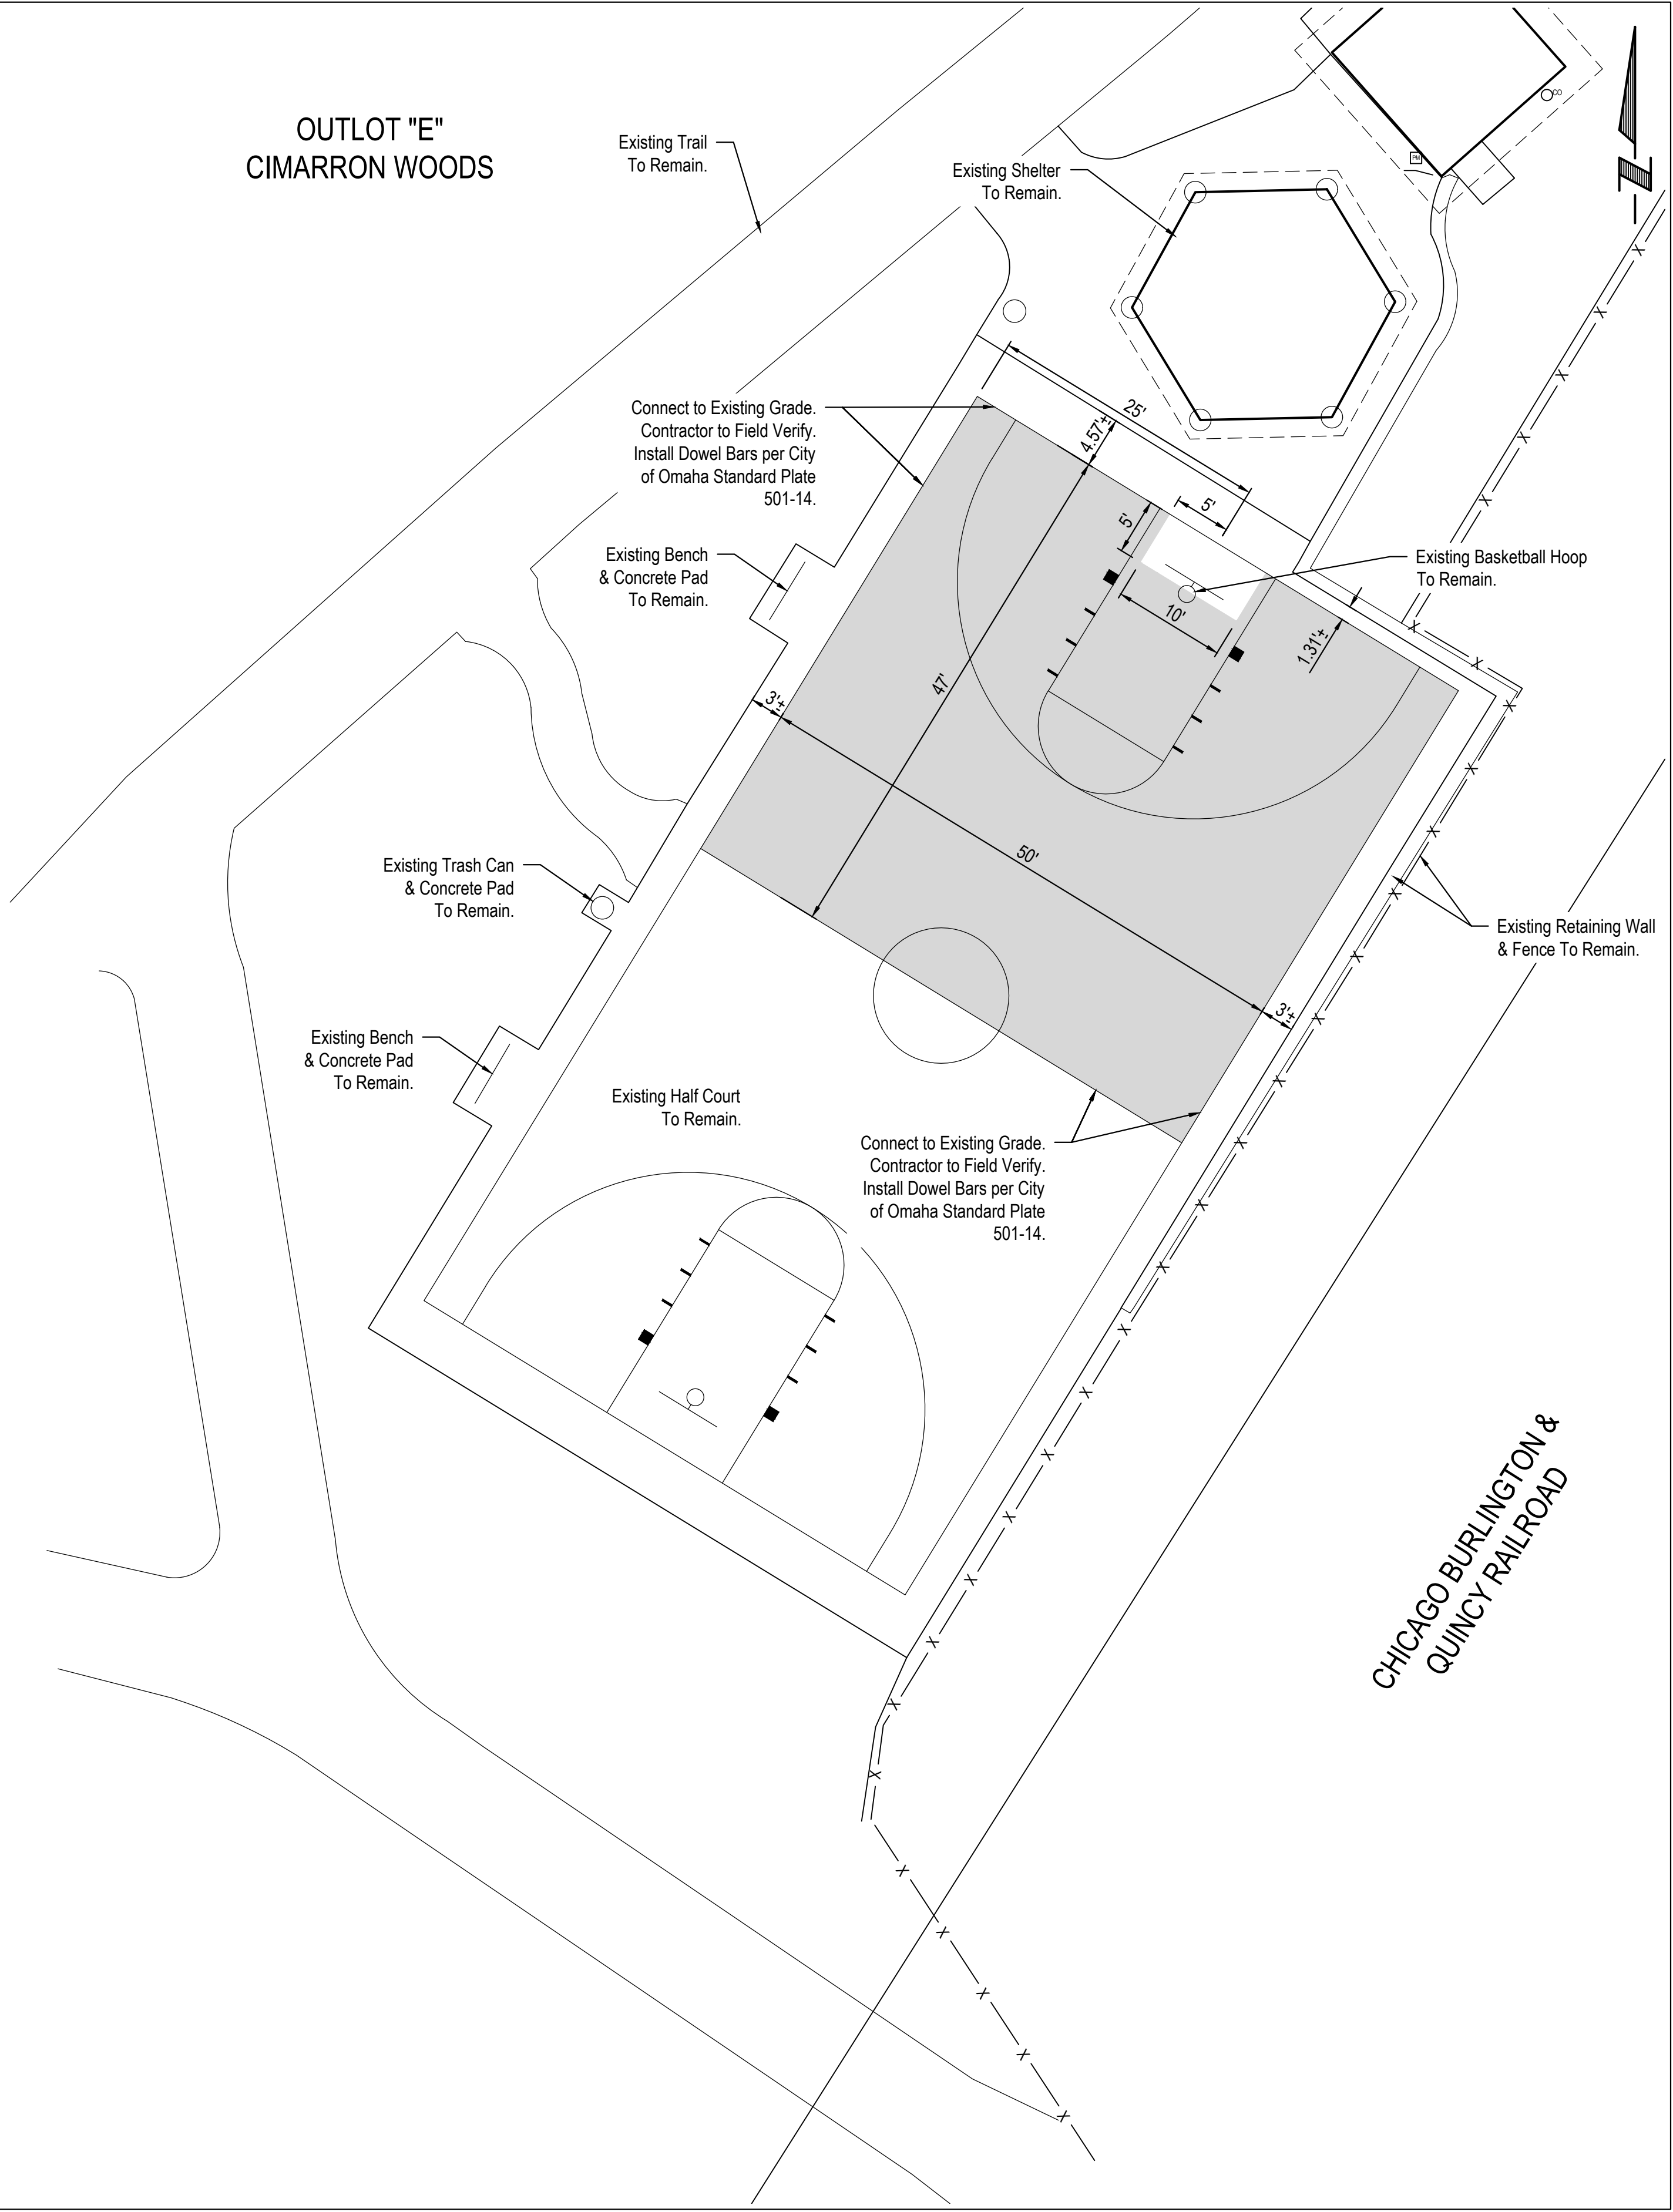 OUTLOT "E"
CIMARRON WOODS
Existing Trail
To Remain.
Existing Shelter
To Remain.
CO
PM
N
Connect to Existing Grade.
Contractor to Field Verify.
Install Dowel Bars per City
of Omaha Standard Plate
501-14.
25'
4.57'±
5'
5'
Existing Bench
& Concrete Pad
To Remain.
Existing Basketball Hoop
To Remain.
10'
1.31'±
47'
3'±
50'
Existing Trash Can
& Concrete Pad
To Remain.
Existing Retaining Wall
& Fence To Remain.
3'±
Existing Bench
& Concrete Pad
To Remain.
Existing Half Court
To Remain.
Connect to Existing Grade.
Contractor to Field Verify.
Install Dowel Bars per City
of Omaha Standard Plate
501-14.
CHICAGO BURLINGTON &
QUINCY RAILROAD